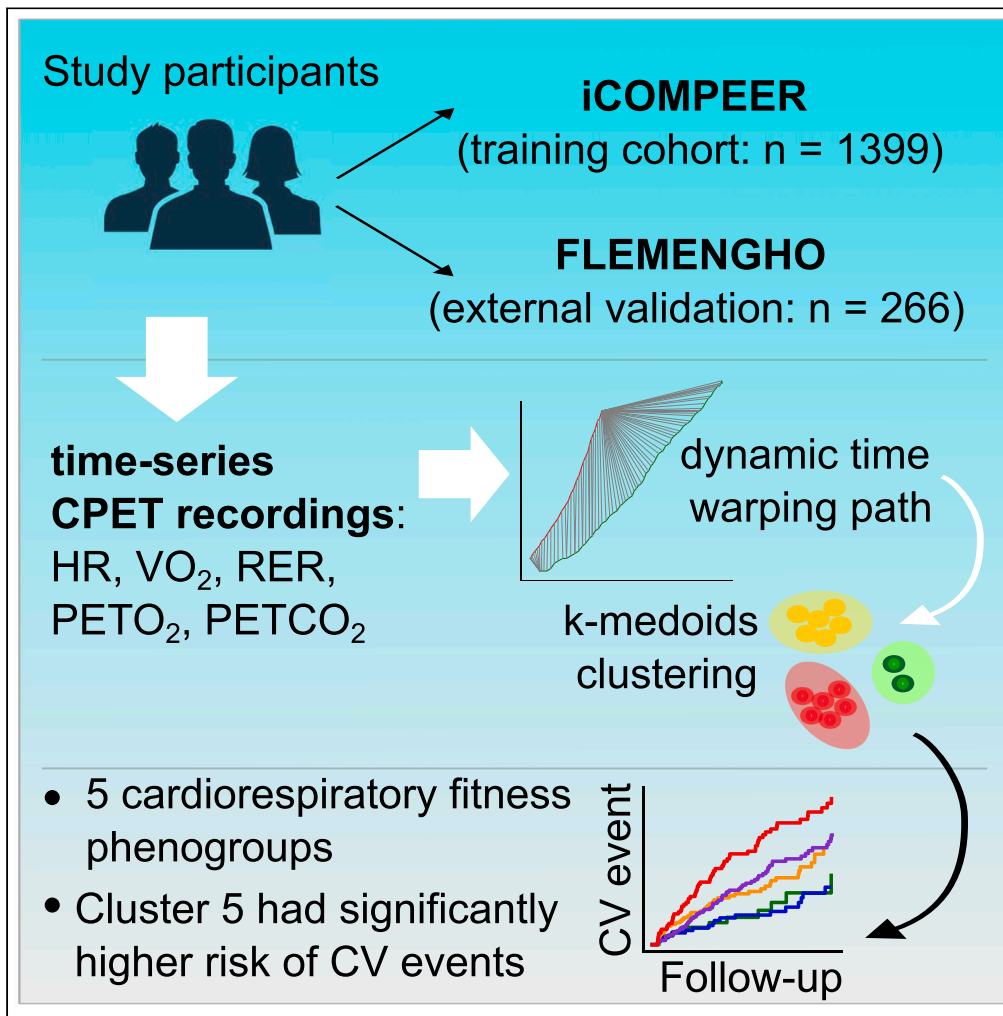 Study participants
iCOMPEER
(training cohort: n = 1399)
FLEMENGHO
(external validation: n = 266)
time-series
CPET recordings:
HR, VO₂, RER,
PETO₂, PETCO₂
dynamic time
warping path
k-medoids
clustering
• 5 cardiorespiratory fitness
phenogroups
• Cluster 5 had significantly
higher risk of CV events
CV event
Follow-up